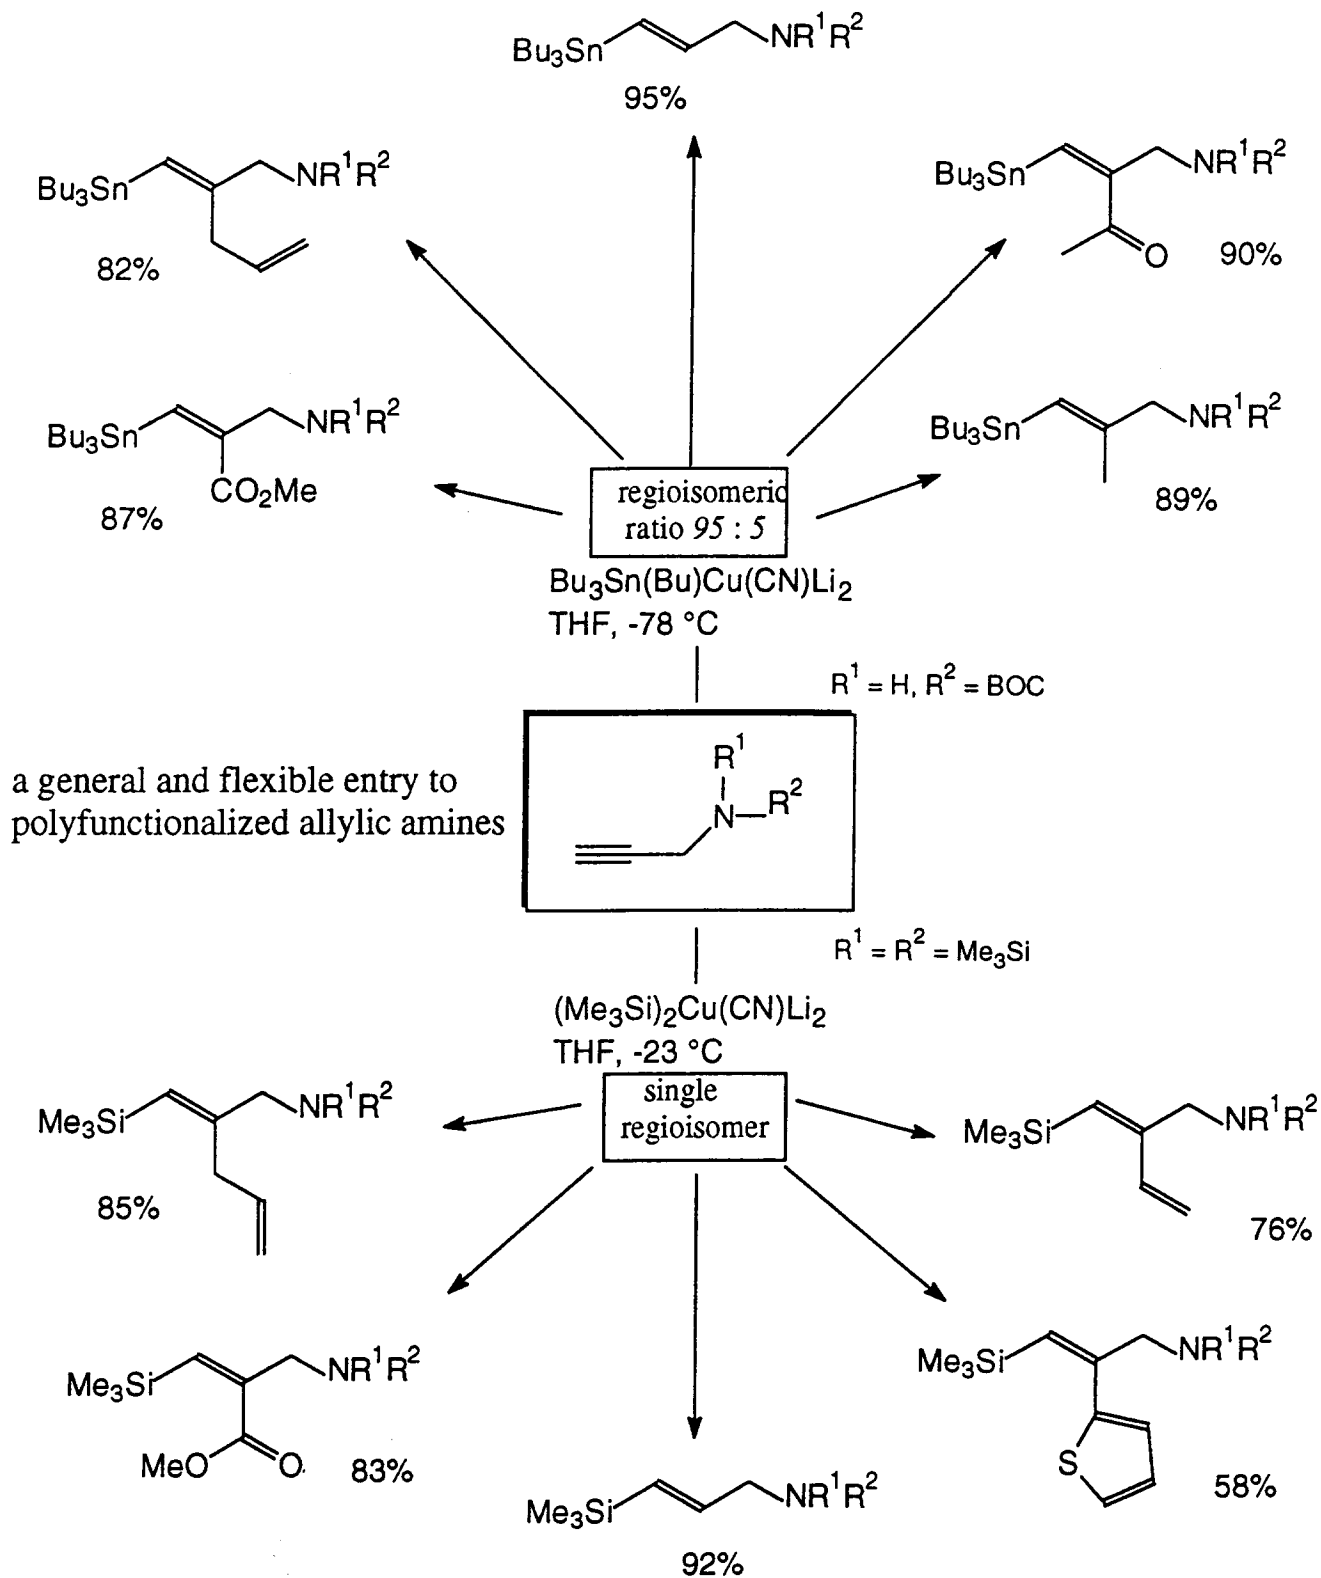 Bu₃Sn NR¹R²
95%
Bu₃Sn NR¹R²
82%
Bu₃Sn NR¹R²
O
90%
Bu₃Sn NR¹R²
CO₂Me
87%
Bu₃Sn NR¹R²
89%
regioisomeric
ratio 95 : 5
Bu₃Sn(Bu)Cu(CN)Li₂
THF, -78 °C
R¹ = H, R² = BOC
a general and flexible entry to
polyfunctionalized allylic amines
R¹
R²
N
R¹ = R² = Me₃Si
(Me₃Si)₂Cu(CN)Li₂
THF, -23 °C
single
regioisomer
Me₃Si NR¹R²
85%
Me₃Si NR¹R²
76%
Me₃Si NR¹R²
MeO O
83%
Me₃Si NR¹R²
S
58%
Me₃Si NR¹R²
92%